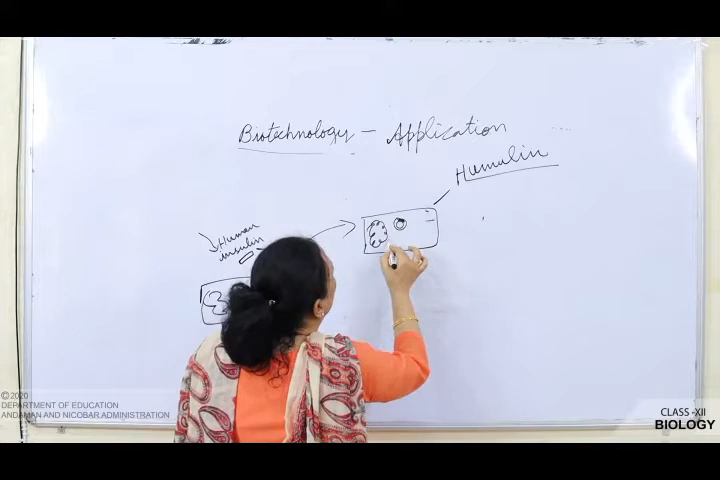 Biotechnology - Application
Humulin
Human
insulin
©2020
DEPARTMENT OF EDUCATION
ANDAMAN AND NICOBAR ADMINISTRATION
CLASS -XII
BIOLOGY